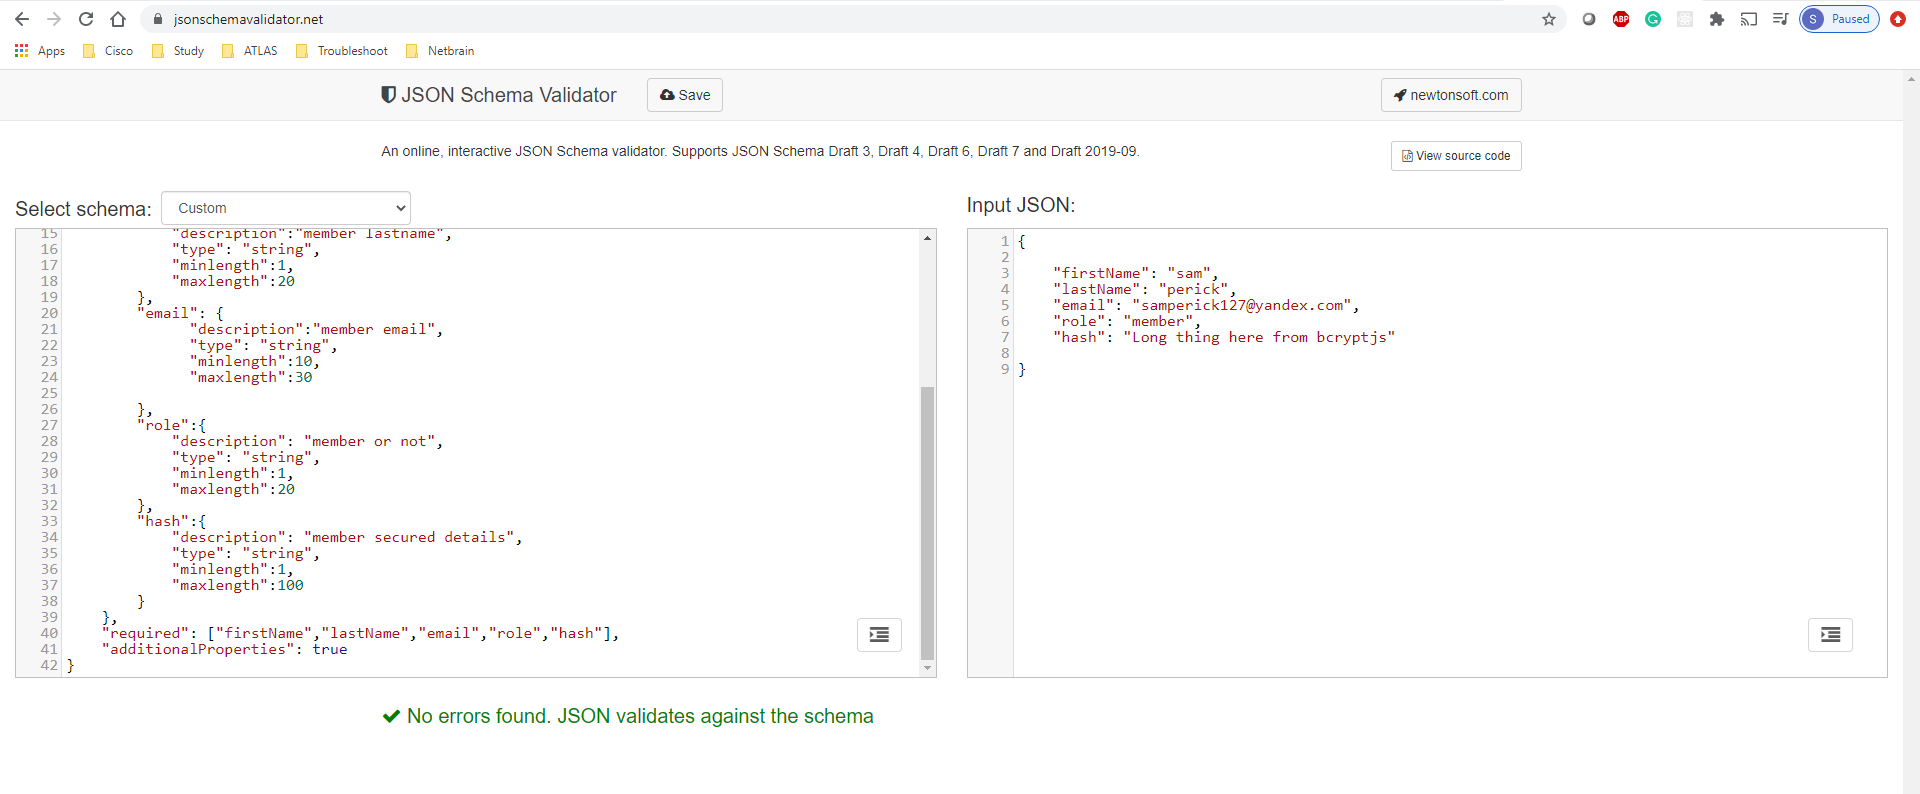 jsonschemavalidator.net
ABP
S Paused
Apps Cisco Study ATLAS Troubleshoot Netbrain
JSON Schema Validator Save newtonsoft.com
An online, interactive JSON Schema validator. Supports JSON Schema Draft 3, Draft 4, Draft 6, Draft 7 and Draft 2019-09.
View source code
Select schema: Custom
15 "description":"member lastname",
16 "type": "string",
17 "minlength":1,
18 "maxlength":20
19 },
20 "email": {
21 "description":"member email",
22 "type": "string",
23 "minlength":10,
24 "maxlength":30
25
26 },
27 "role":{
28 "description": "member or not",
29 "type": "string",
30 "minlength":1,
31 "maxlength":20
32 },
33 "hash":{
34 "description": "member secured details",
35 "type": "string",
36 "minlength":1,
37 "maxlength":100
38 }
39 },
40 "required": ["firstName","lastName","email","role","hash"],
41 "additionalProperties": true
42 }
Input JSON:
1 {
2
3 "firstName": "sam",
4 "lastName": "perick",
5 "email": "samperick127@yandex.com",
6 "role": "member",
7 "hash": "Long thing here from bcryptjs"
8
9 }
No errors found. JSON validates against the schema